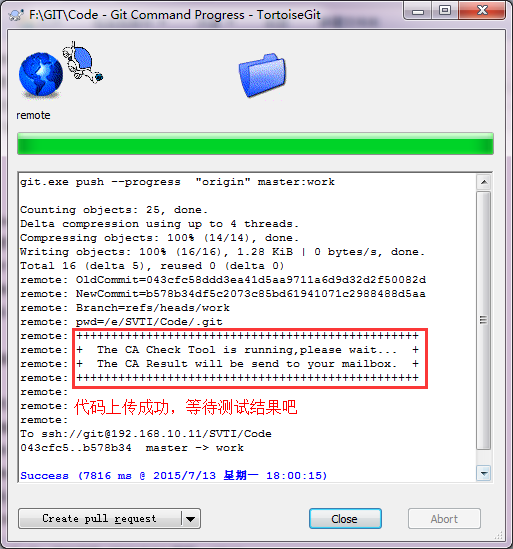 F:\GIT\Code - Git Command Progress - TortoiseGit
remote
git.exe push --progress  "origin" master:work
Counting objects: 25, done.
Delta compression using up to 4 threads.
Compressing objects: 100% (14/14), done.
Writing objects: 100% (16/16), 1.28 KiB | 0 bytes/s, done.
Total 16 (delta 5), reused 0 (delta 0)
remote: OldCommit=043cfc58ddd3ea41d5aa9711a6d9d32d2f50082d
remote: NewCommit=b578b34df5c2073c85bd61941071c2988488d5aa
remote: Branch=refs/heads/work
remote: pwd=/e/SVTI/Code/.git
remote: ++++++++++++++++++++++++++++++++++++++++++++
remote: +  The CA Check Tool is running,please wait...  +
remote: +  The CA Result will be send to your mailbox.  +
remote: ++++++++++++++++++++++++++++++++++++++++++++
remote: 代码上传成功，等待测试结果吧
remote:
To ssh://git@192.168.10.11/SVTI/Code
043cfc5..b578b34  master -> work
Success (7816 ms @ 2015/7/13 星期一 18:00:15)
Create pull request
Close
Abort